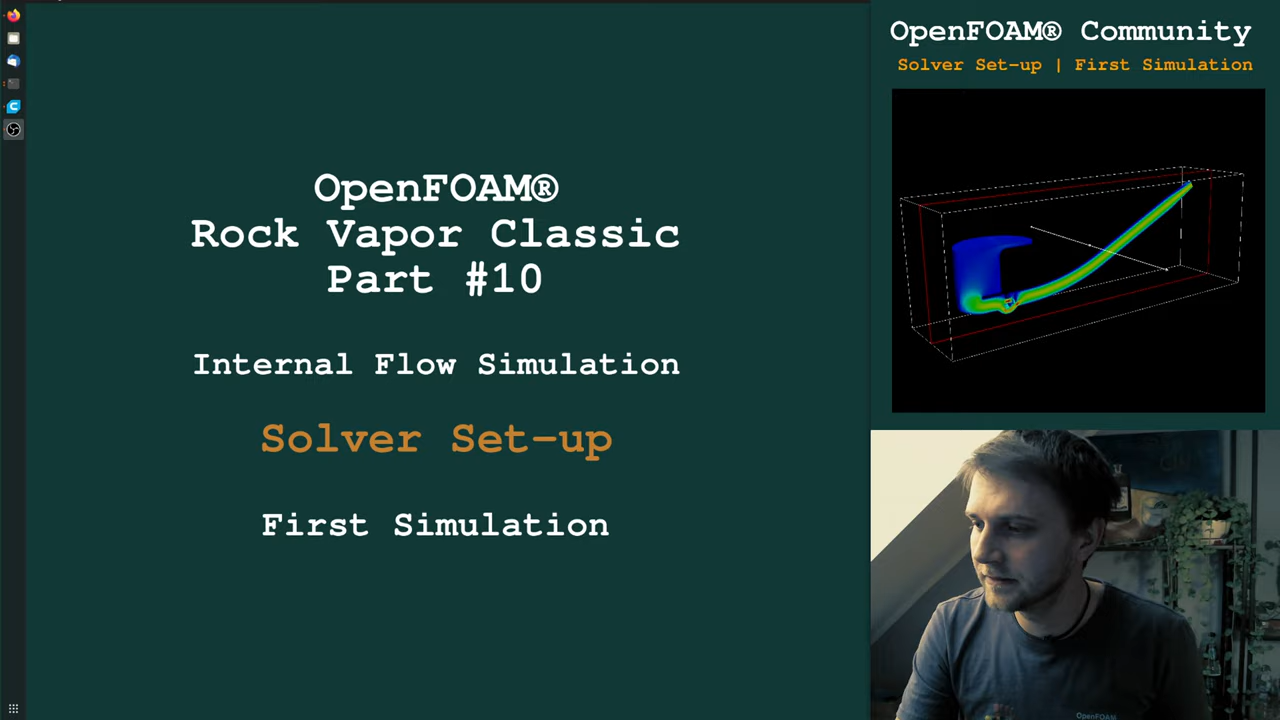 OpenFOAM®
Rock Vapor Classic
Part #10
Internal Flow Simulation
Solver Set-up
First Simulation
OpenFOAM® Community
Solver Set-up | First Simulation
OpenFOAM